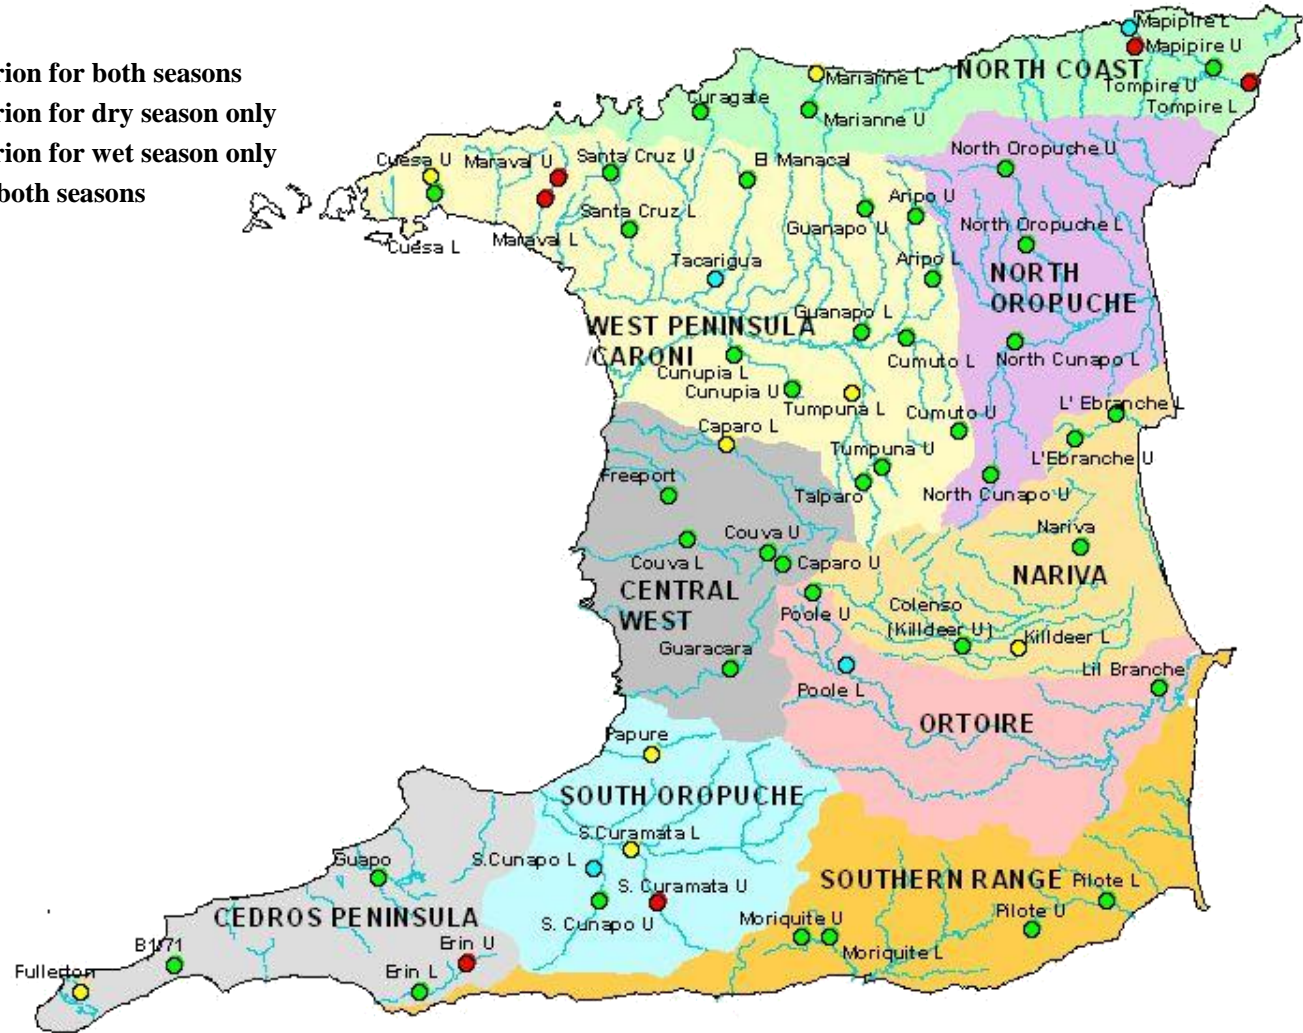 rion for both seasons
rion for dry season only
rion for wet season only
both seasons
Mapipire L
Mapipire U
NORTH COAST
Marianne L
Tompire U
Tompire L
Curagate
Marianne U
North Oropuche U
Cuesa U
Maraval U
Santa Cruz U
El Manacal
Aripo U
Santa Cruz L
Guanapo U
North Oropuche L
Cuesa L
Maraval L
Tacarigua
Aripo L
NORTH
OROPUCHE
Guanapo L
WEST PENINSULA
/CARONI
Cumuto L
North Cunapo L
Cunupia L
Cunupia U
Tumpuna L
Cumuto U
L' Ebranche L
Caparo L
Tumpuna U
L'Ebranche U
Freeport
Talparo
North Cunapo U
Couva U
Nariva
Couva L
Caparo U
NARIVA
CENTRAL
WEST
Poole U
Colenso
(Killdeer U)
Killdeer L
Guaracara
Poole L
Lil Branche
ORTOIRE
Papure
SOUTH OROPUCHE
S.Curamata L
Guapo
S.Cunapo L
S. Curamata U
SOUTHERN RANGE
Pilote L
CEDROS PENINSULA
S. Cunapo U
Moriquite U
Pilote U
B1/71
Erin U
Moriquite L
Fullerton
Erin L